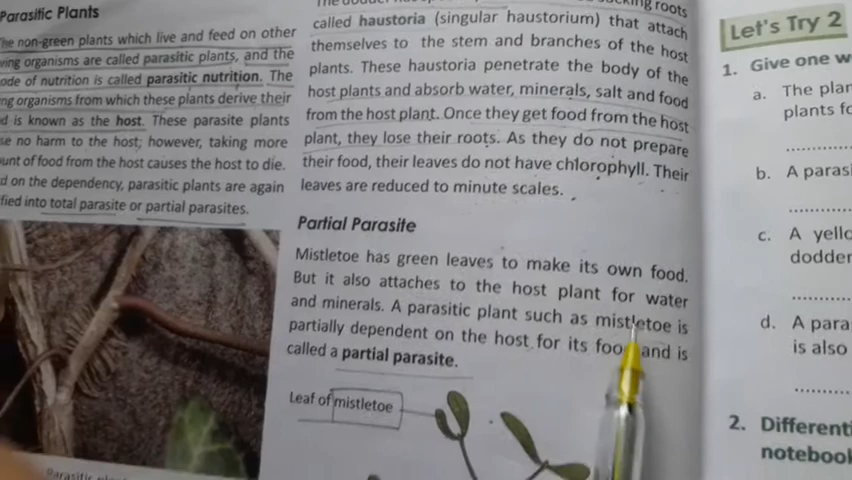 Parasitic Plants
The non-green plants which live and feed on other
organisms are called parasitic plants, and the
of nutrition is called parasitic nutrition. The
organisms from which these plants derive their
is known as the host. These parasite plants
no harm to the host; however, taking more
of food from the host causes the host to die.
on the dependency, parasitic plants are again
into total parasite or partial parasites.
roots
called haustoria (singular haustorium) that attach
themselves to the stem and branches of the host
plants. These haustoria penetrate the body of the
host plants and absorb water, minerals, salt and food
from the host plant. Once they get food from the host
plant, they lose their roots. As they do not prepare
their food, their leaves do not have chlorophyll. Their
leaves are reduced to minute scales.
Partial Parasite
Mistletoe has green leaves to make its own food.
But it also attaches to the host plant for water
and minerals. A parasitic plant such as mistletoe is
partially dependent on the host for its foo and is
called a partial parasite.
Leaf of mistletoe
Let's Try 2
1. Give one w
a. The plan
plants fo
b. A paras
c. A yello
dodder
d. A para
is also
2. Different
notebook